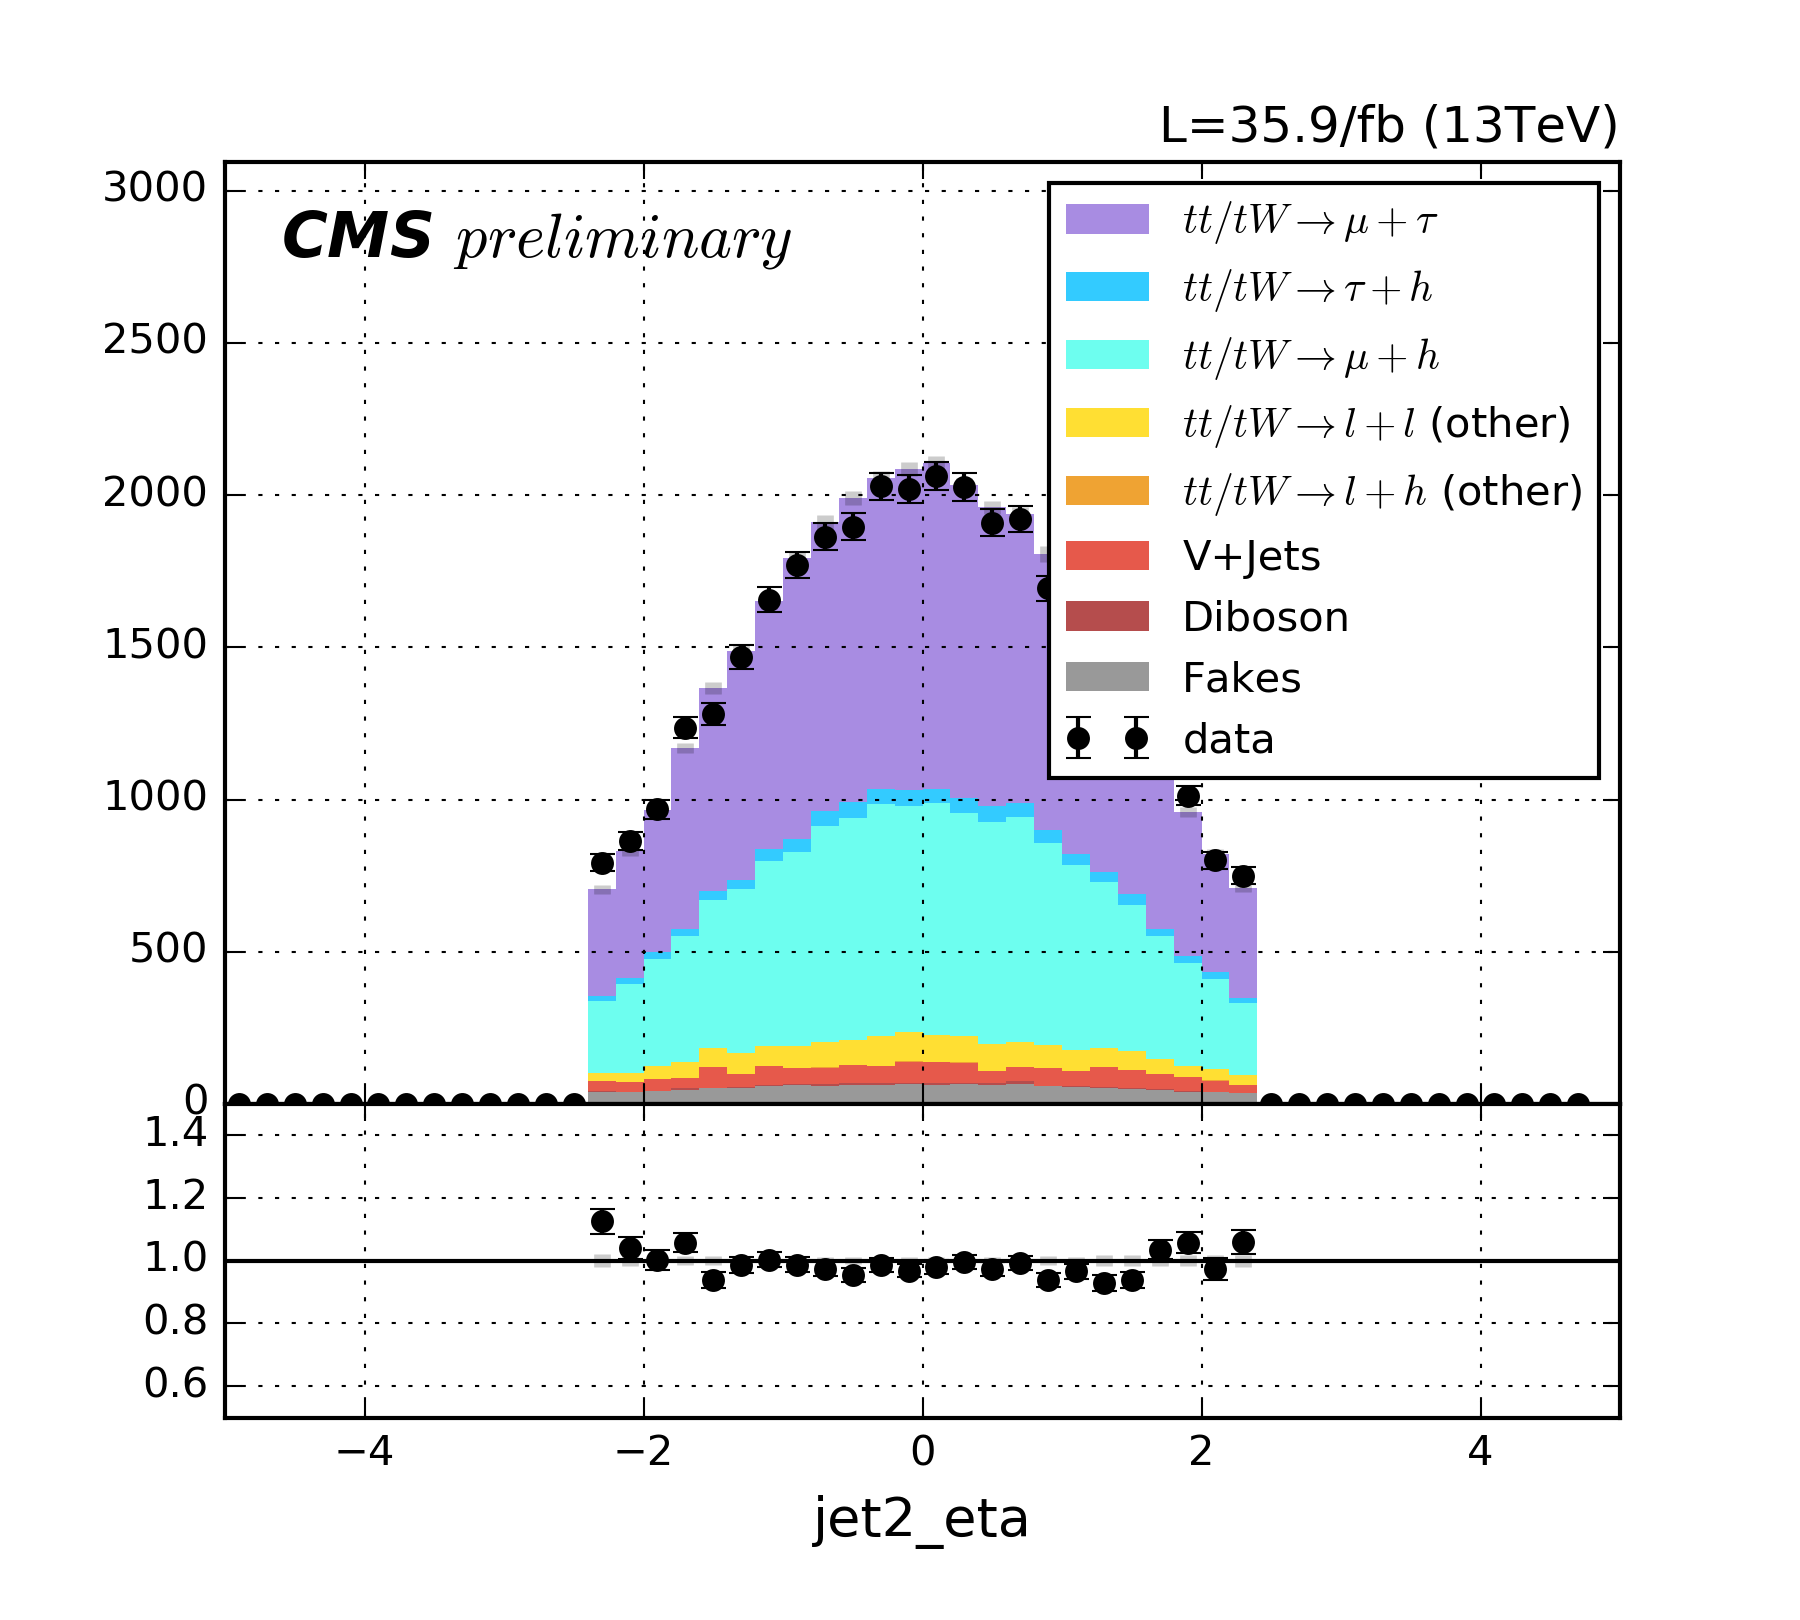 L=35.9/fb (13TeV)
3000
CMS preliminary
2500
2000
1500
1000
500
0
tt/tW→μ+τ
tt/tW→τ+h
tt/tW→μ+h
tt/tW→l+l (other)
tt/tW→l+h (other)
V+Jets
Diboson
Fakes
data
1.4
1.2
1.0
0.8
0.6
−4 −2 0 2 4
jet2_eta